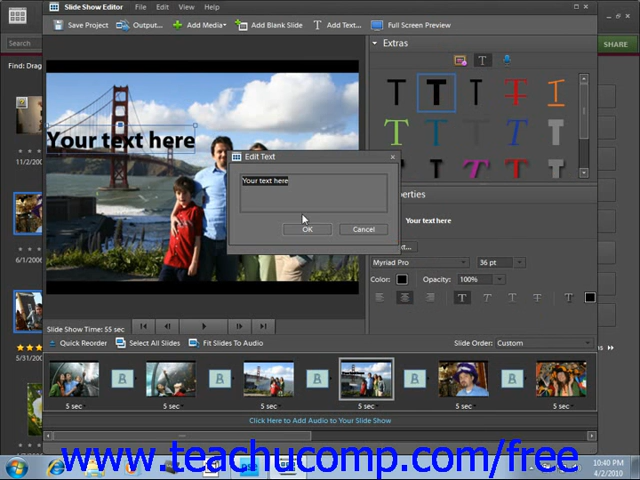 Slide Show Editor File Edit View Help
Save Project Output... Add Media Add Blank Slide T Add Text... Full Screen Preview
SHARE
Search
Extras
Find: Drag
T
T T T T T
T T T T T
T T T T T
Your text here
Edit Text
Your text here
OK Cancel
11/2/200
6/1/2006
5/31/200
Your text here
Myriad Pro 36 pt
Color: Opacity: 100%
T T T T T
Slide Show Time: 55 sec
Quick Reorder Select All Slides Fit Slides To Audio Slide Order: Custom
5 sec 5 sec 5 sec 5 sec 5 sec 5 sec
Click Here to Add Audio to Your Slide Show
www.teachucomp.com/free
10:40 PM
4/2/2010